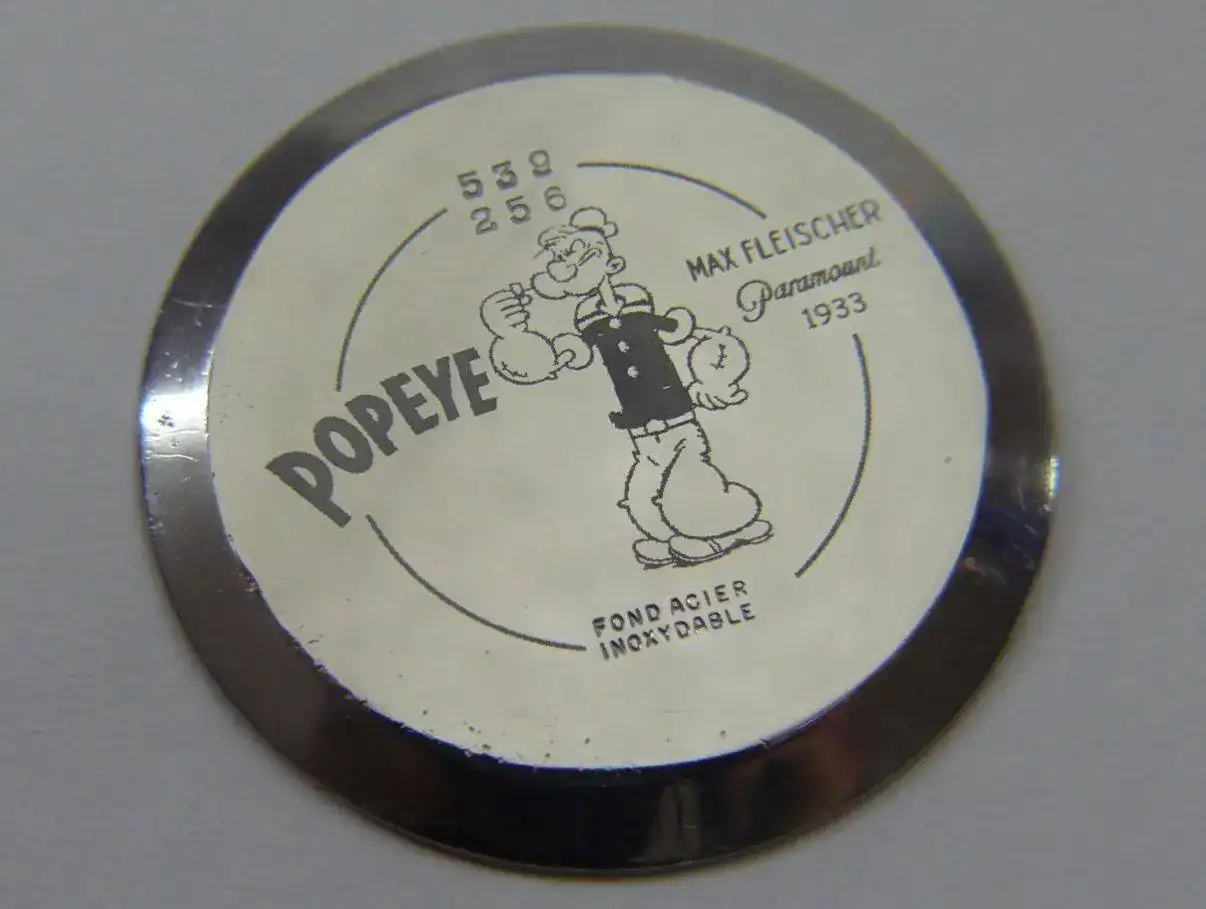 539
256
MAX FLEISCHER
Paramount
1933
POPEYE
FOND ACIER
INOXYDABLE